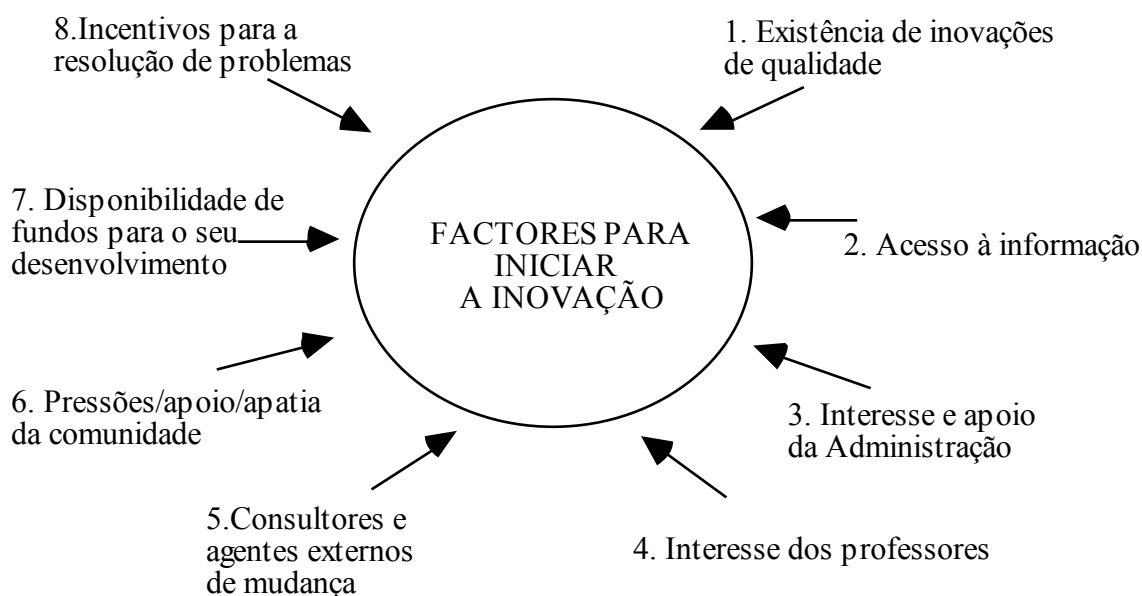 8.Incentivos para a
resolução de problemas
1. Existência de inovações
de qualidade
7. Disponibilidade de
fundos para o seu
desenvolvimento
FACTORES PARA
INICIAR
A INOVAÇÃO
2. Acesso à informação
6. Pressões/apoio/apatia
da comunidade
3. Interesse e apoio
da Administração
5.Consultores e
agentes externos
de mudança
4. Interesse dos professores